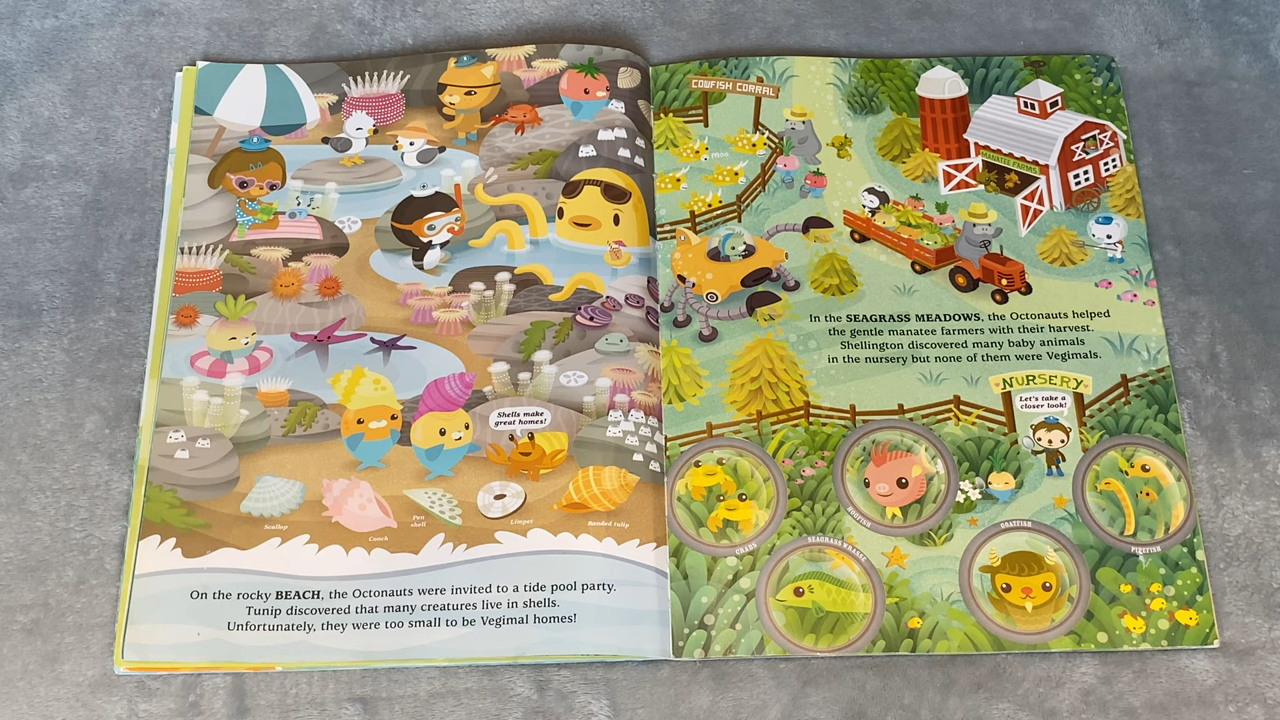 Shells make
great homes!
Scallop
Conch
Pen
shell
Limpet
Banded tulip
On the rocky BEACH, the Octonauts were invited to a tide pool party.
Tunip discovered that many creatures live in shells.
Unfortunately, they were too small to be Vegimal homes!
COWFISH CORRAL
moo
MANATEE FARMS
In the SEAGRASS MEADOWS, the Octonauts helped
the gentle manatee farmers with their harvest.
Shellington discovered many baby animals
in the nursery but none of them were Vegimals.
NURSERY
Let's take a
closer look!
CRABS
HOGFISH
SEAGRASS WRASSE
GOATFISH
PIPEFISH